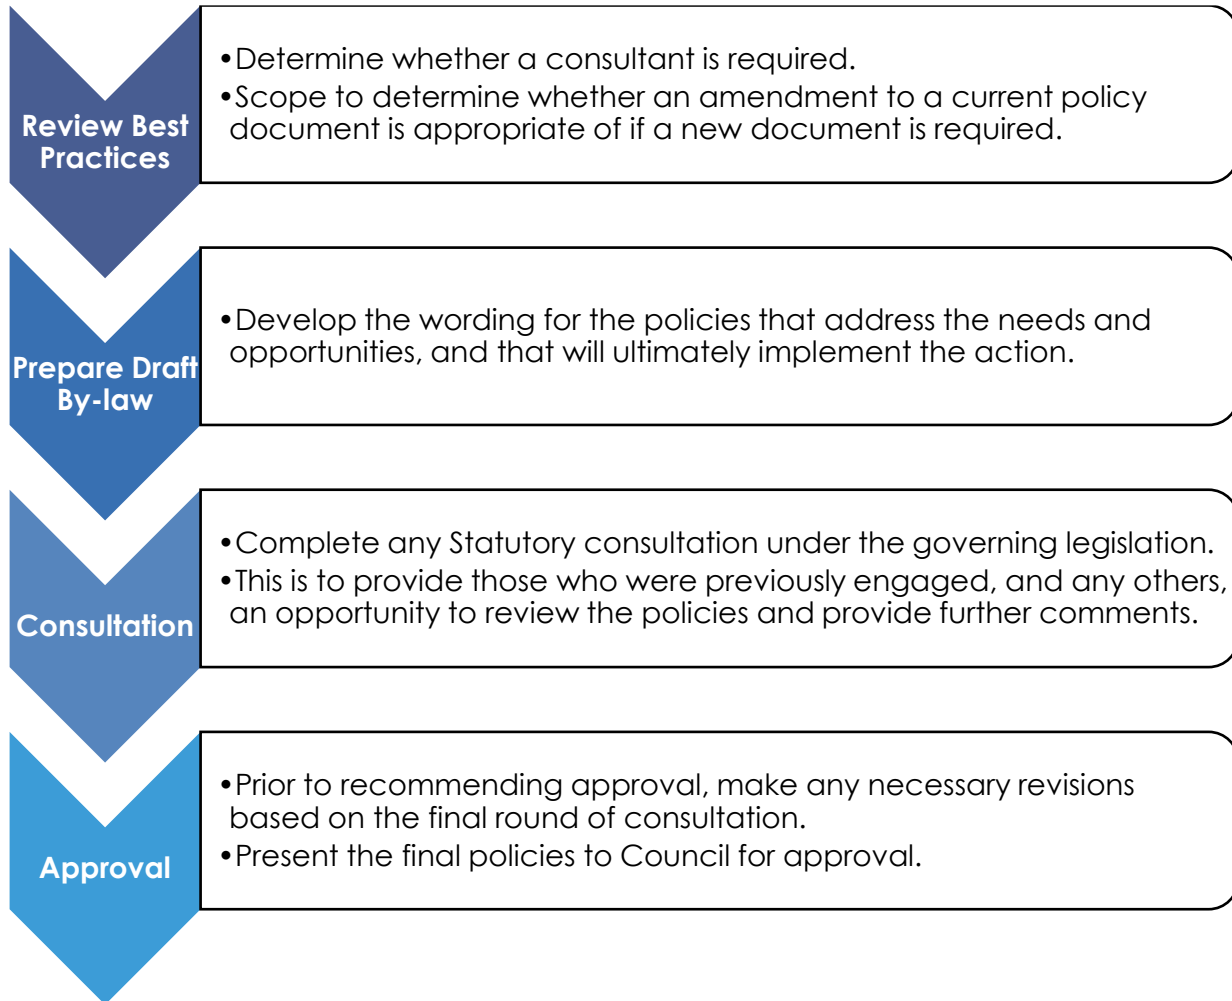 Review Best
Practices
•Determine whether a consultant is required.
•Scope to determine whether an amendment to a current policy
document is appropriate of if a new document is required.
Prepare Draft
By-law
•Develop the wording for the policies that address the needs and
opportunities, and that will ultimately implement the action.
Consultation
•Complete any Statutory consultation under the governing legislation.
•This is to provide those who were previously engaged, and any others,
an opportunity to review the policies and provide further comments.
Approval
•Prior to recommending approval, make any necessary revisions
based on the final round of consultation.
•Present the final policies to Council for approval.